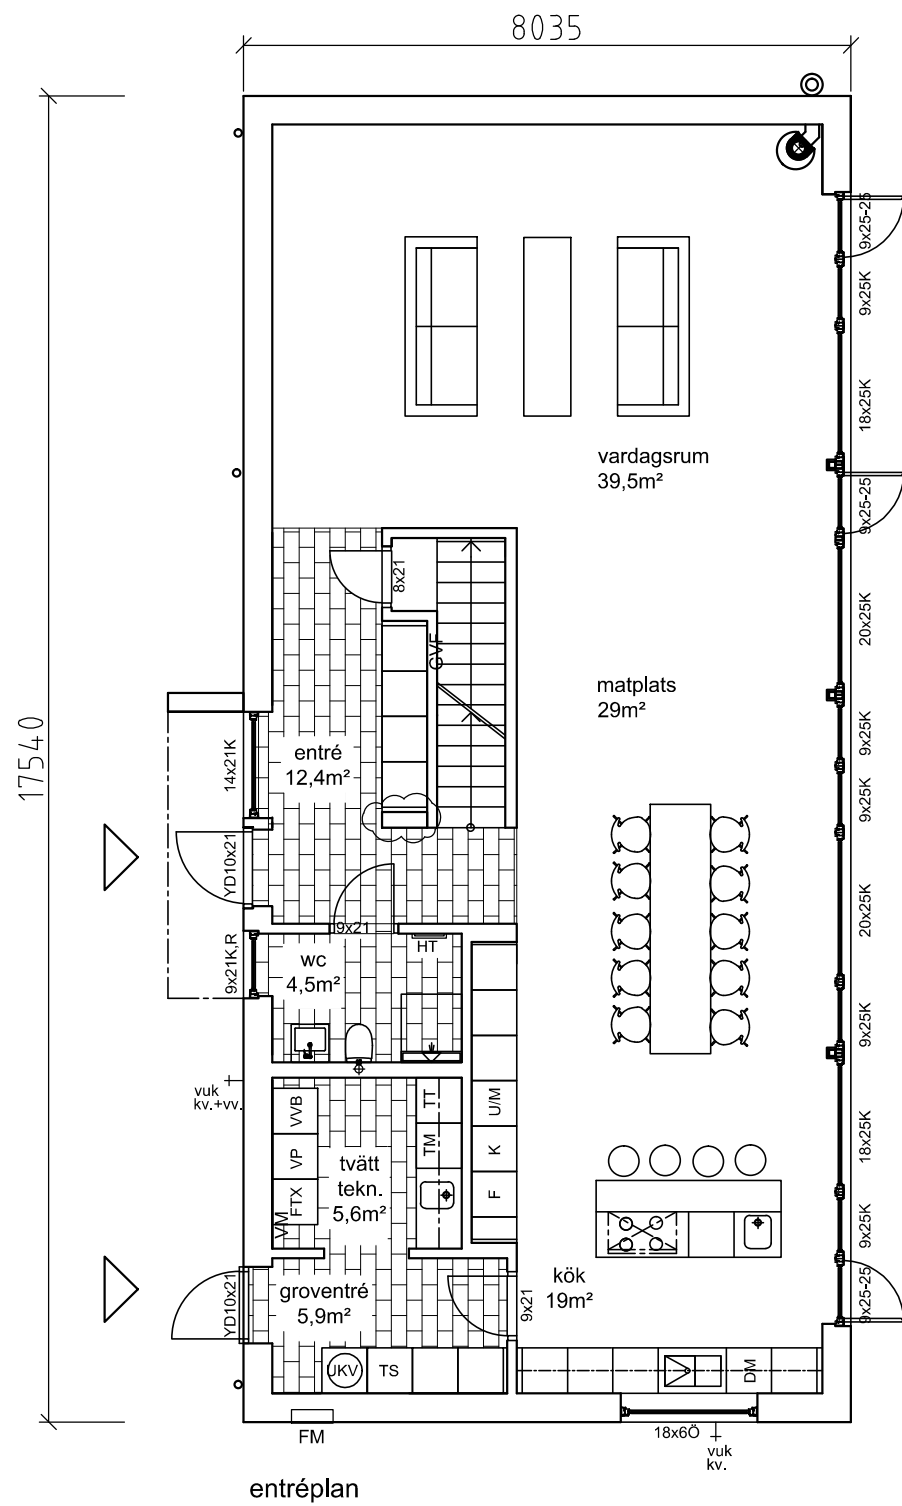 8035
17540
9x25-25
9x25K
18x25K
vardagsrum
39,5m²
9x25-25
8x21
20x25K
GVF
matplats
29m²
14x21K
entré
12,4m²
9x25K
9x25K
YD10x21
9x21
20x25K
9x21K,R
wc
4,5m²
HT
9x25K
vuk
kv.+vv.
VVB
TT
U/M
VP
TM
K
18x25K
tvätt
tekn.
5,6m²
FTX
VM
F
9x25K
YD10x21
groventré
5,9m²
9x21
kök
19m²
9x25-25
UKV
TS
DM
FM
18x6Ö
vuk
kv.
entréplan